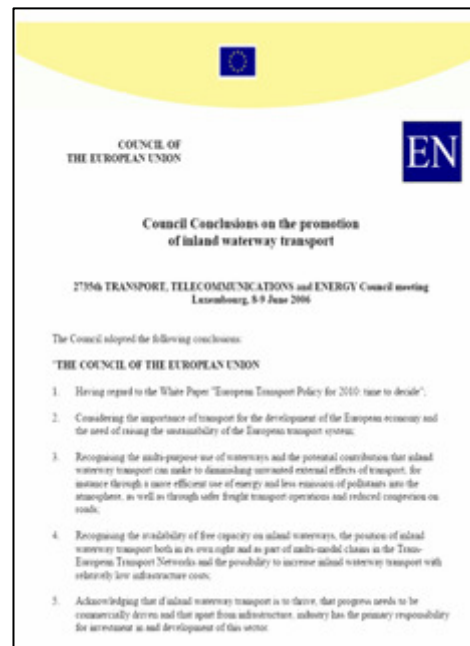 COUNCIL OF
THE EUROPEAN UNION
EN
Council Conclusions on the promotion
of inland waterway transport
2735th TRANSPORT, TELECOMMUNICATIONS and ENERGY Council meeting
Luxembourg, 8-9 June 2006
The Council adopted the following conclusions:
"THE COUNCIL OF THE EUROPEAN UNION
1. Having regard to the White Paper "European Transport Policy for 2010: time to decide";
2. Considering the importance of transport for the development of the European economy and
the need of raising the sustainability of the European transport system;
3. Recognising the multi-purpose use of waterways and the potential contribution that inland
waterway transport can make to diminishing unwanted external effects of transport, for
instance through a more efficient use of energy and less emission of pollutants into the
atmosphere, as well as through safer freight transport operations and reduced congestion on
roads;
4. Recognising the availability of free capacity on inland waterways, the position of inland
waterway transport both in its own right and as part of multi-modal chains in the Trans-
European Transport Networks and the possibility to increase inland waterway transport with
relatively low infrastructure costs;
5. Acknowledging that if inland waterway transport is to thrive, that progress needs to be
commercially driven and that apart from infrastructure, industry has the primary responsibility
for investment in and development of this sector.